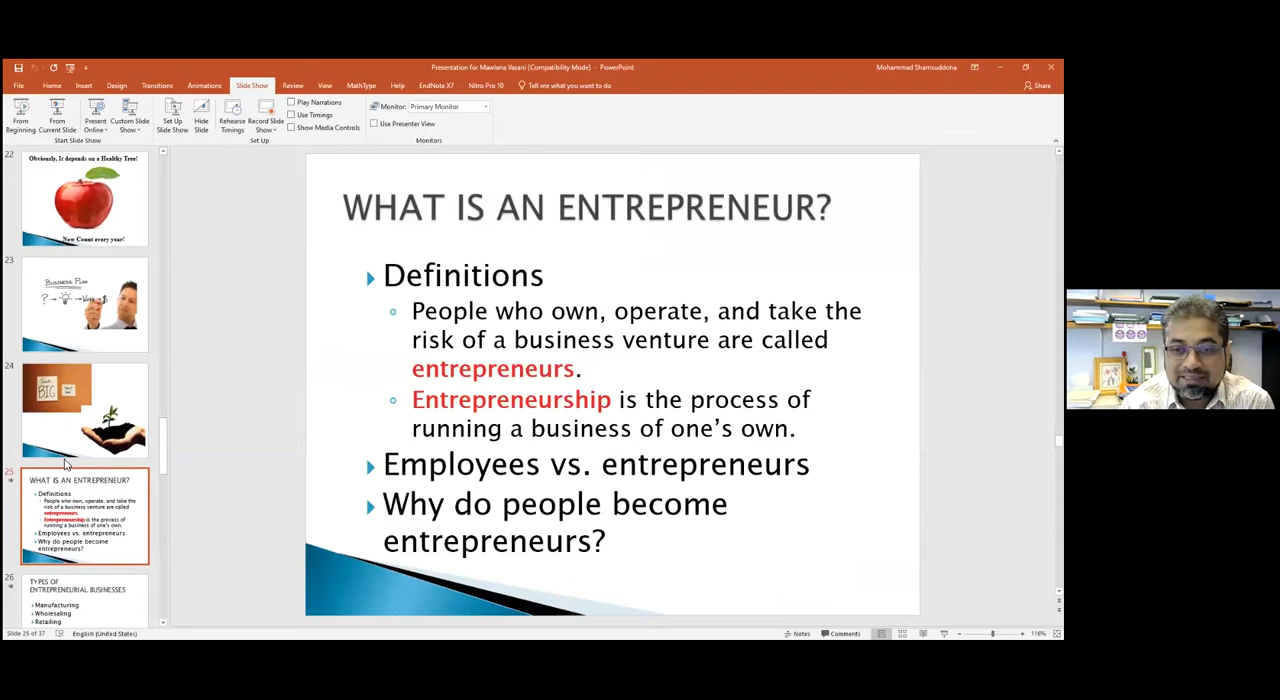 Presentation for Mawlana Vasani [Compatibility Mode] - PowerPoint
Mohammad Shamsuddoha
File Home Insert Design Transitions Animations Slide Show Review View MathType Help EndNote X7 Nitro Pro 10 Tell me what you want to do
Share
From Beginning
From Current Slide
Present Online
Custom Slide Show
Set Up Slide Show
Hide Slide
Rehearse Timings
Record Slide Show
Play Narrations
Use Timings
Show Media Controls
Monitor: Primary Monitor
Use Presenter View
Start Slide Show
Set Up
Monitors
22
Obviously, It depends on a Healthy Tree!
Now Count every year!
23
BUSINESS PLAN
?
24
BIG
25
WHAT IS AN ENTREPRENEUR?
Definitions
People who own, operate, and take the
risk of a business venture are called
entrepreneurs.
Entrepreneurship is the process of
running a business of one's own.
Employees vs. entrepreneurs
Why do people become
entrepreneurs?
26
TYPES OF
ENTREPRENEURIAL BUSINESSES
Manufacturing
Wholesaling
Retailing
WHAT IS AN ENTREPRENEUR?
Definitions
People who own, operate, and take the
risk of a business venture are called
entrepreneurs.
Entrepreneurship is the process of
running a business of one's own.
Employees vs. entrepreneurs
Why do people become
entrepreneurs?
Slide 25 of 37 English (United States)
Notes Comments 116%